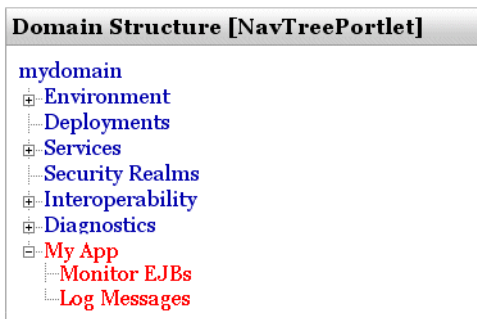 Domain Structure [NavTreePortlet]
mydomain
Environment
Deployments
Services
Security Realms
Interoperability
Diagnostics
My App
Monitor EJBs
Log Messages